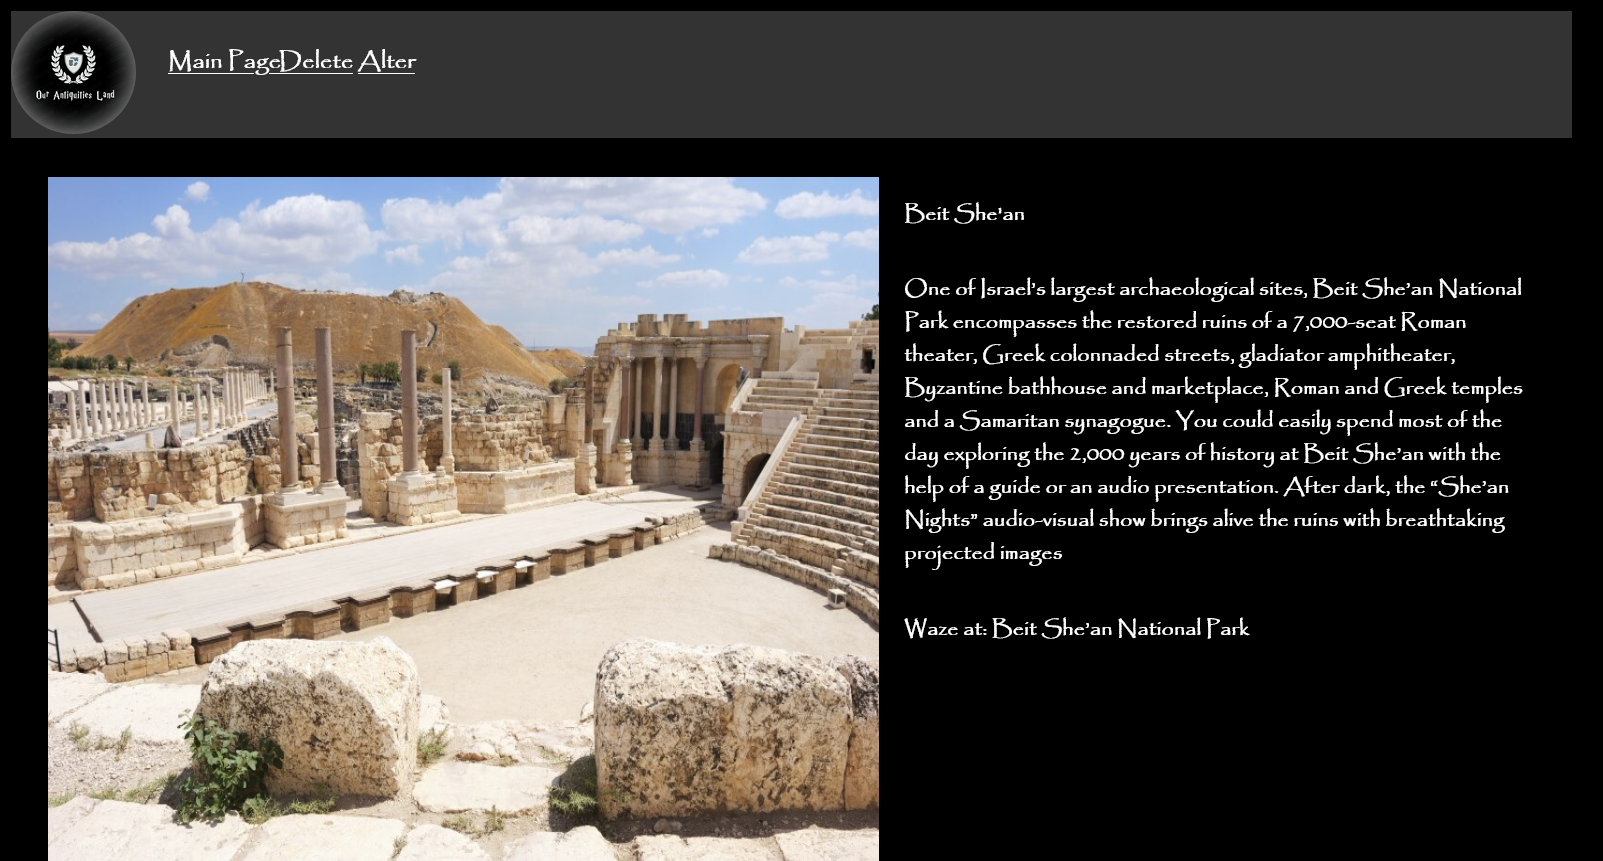 Our Antiquities Land
Main PageDelete Alter
Beit She'an
One of Israel’s largest archaeological sites, Beit She’an National
Park encompasses the restored ruins of a 7,000-seat Roman
theater, Greek colonnaded streets, gladiator amphitheater,
Byzantine bathhouse and marketplace, Roman and Greek temples
and a Samaritan synagogue. You could easily spend most of the
day exploring the 2,000 years of history at Beit She’an with the
help of a guide or an audio presentation. After dark, the “She’an
Nights” audio-visual show brings alive the ruins with breathtaking
projected images
Waze at: Beit She’an National Park